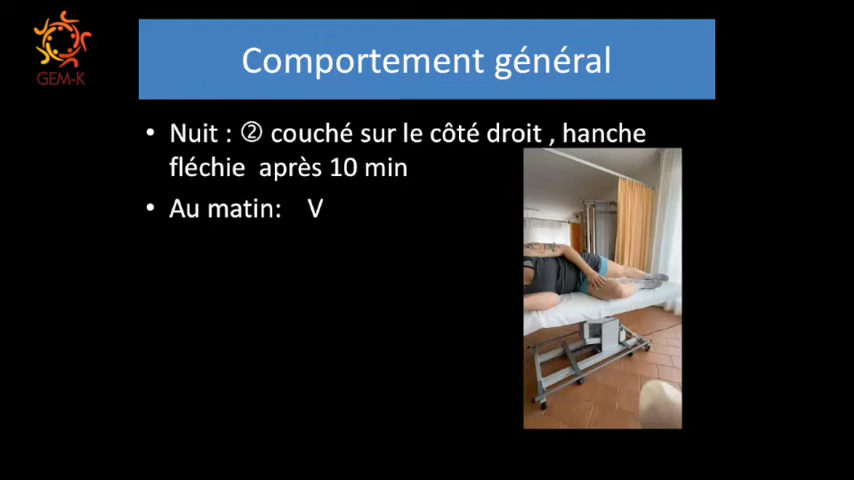 GEM-K
Comportement général
• Nuit : ② couché sur le côté droit , hanche
fléchie après 10 min
• Au matin: V